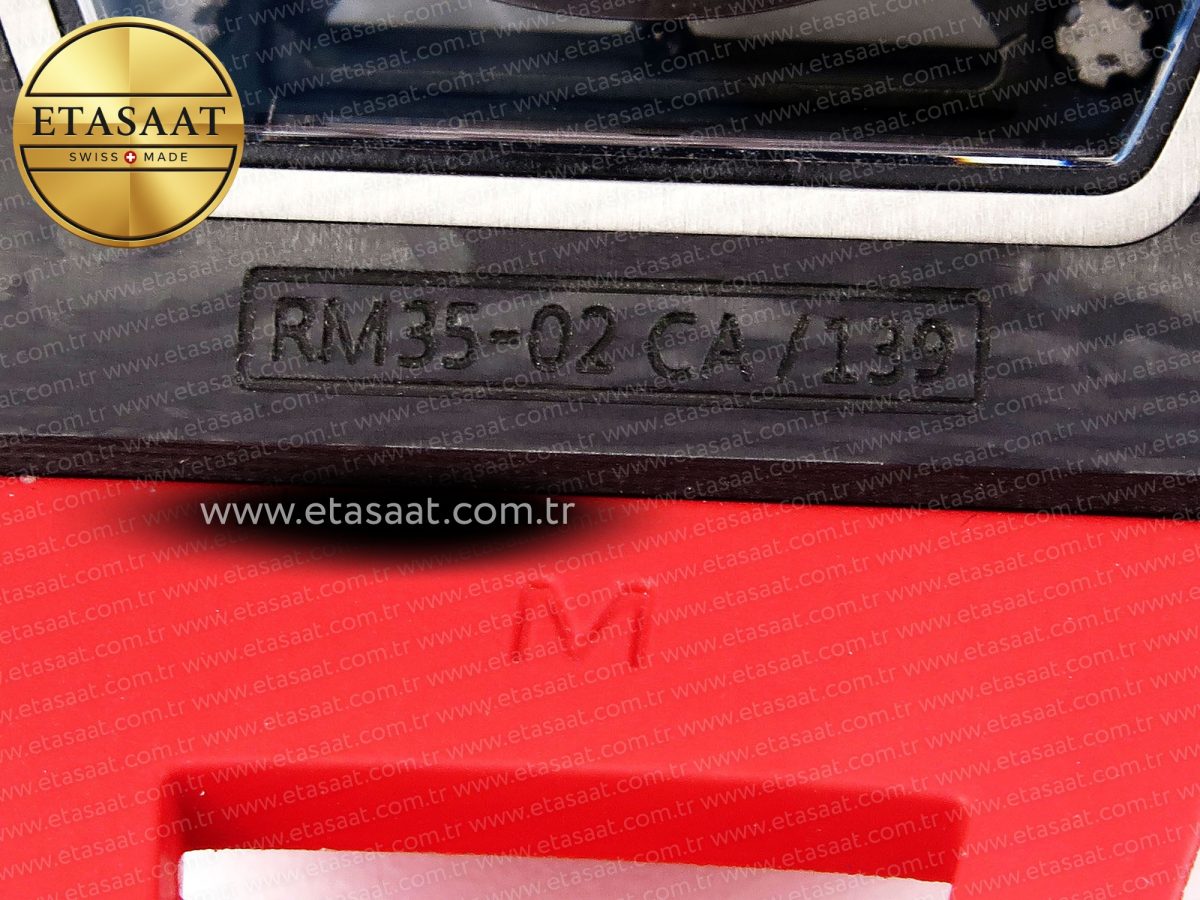 ETASAAT
SWISS MADE
RM35-02 CA / 139
www.etasaat.com.tr
M